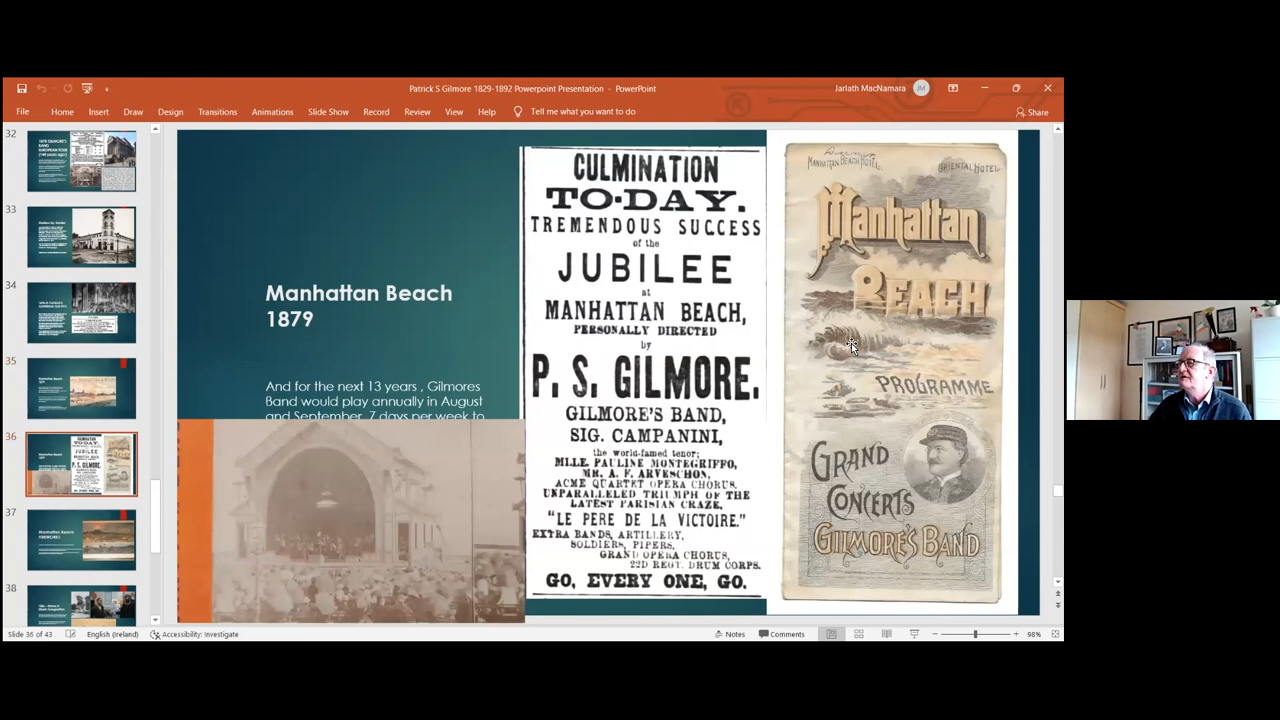 Patrick S Gilmore 1829-1892 Powerpoint Presentation - PowerPoint
Jarlath MacNamara
JM
File
Home
Insert
Draw
Design
Transitions
Animations
Slide Show
Record
Review
View
Help
Tell me what you want to do
Share
32
33
34
35
36
37
38
Manhattan Beach
1879
And for the next 13 years , Gilmores
Band would play annually in August
and September, 7 days per week to
CULMINATION
TO-DAY.
TREMENDOUS SUCCESS
of the
JUBILEE
at
MANHATTAN BEACH,
PERSONALLY DIRECTED
by
P. S. GILMORE.
GILMORE'S BAND,
SIG. CAMPANINI,
the world-famed tenor;
MLLE. PAULINE MONTEGRIFFO,
MR. A. F. ARVESCHON,
ACME QUARTET OPERA CHORUS.
UNPARALLELED TRIUMPH OF THE
LATEST PARISIAN CRAZE,
"LE PERE DE LA VICTOIRE."
EXTRA BANDS, ARTILLERY,
SOLDIERS, PIPERS,
GRAND OPERA CHORUS,
22D REGT. DRUM CORPS.
GO, EVERY ONE, GO.
MANHATTAN BEACH HOTEL
ORIENTAL HOTEL
Manhattan
BEACH
PROGRAMME
GRAND
CONCERTS
GILMORE'S BAND
Slide 36 of 43
English (Ireland)
Accessibility: Investigate
Notes
Comments
98%